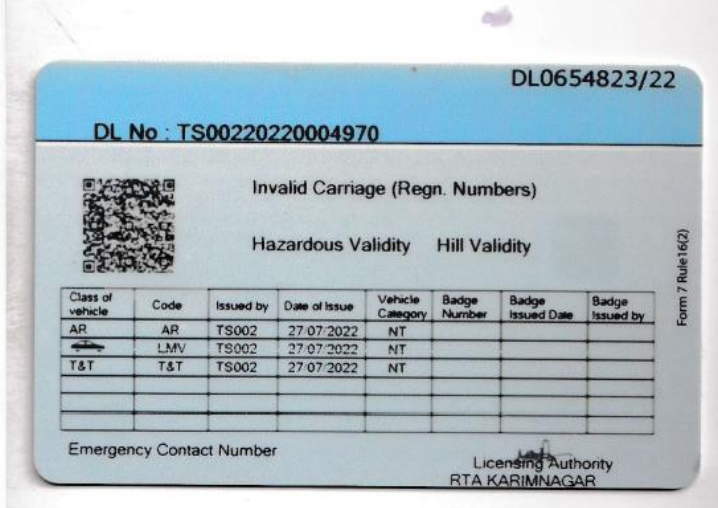 DL0654823/22
DL No : TS00220220004970
Invalid Carriage (Regn. Numbers)
Hazardous Validity Hill Validity
Form 7 Rule16(2)
Class of vehicle Code Issued by Date of Issue Vehicle Category Badge Number Badge Issued Date Badge Issued by
AR AR TS002 27/07/2022 NT
LMV TS002 27/07/2022 NT
T&T T&T TS002 27/07/2022 NT
Emergency Contact Number
Licensing Authority
RTA KARIMNAGAR